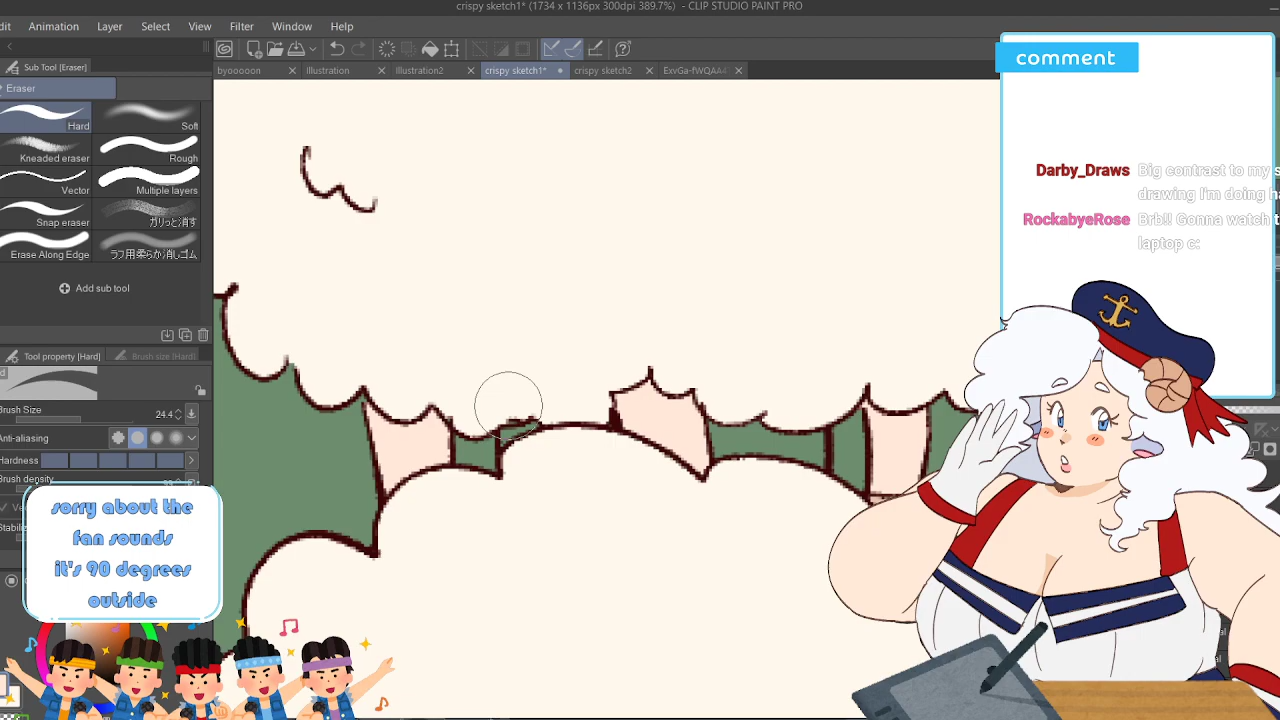 crispy sketch1* (1734 x 1136px 300dpi 389.7%) - CLIP STUDIO PAINT PRO
dit Animation Layer Select View Filter Window Help
Sub Tool [Eraser]
byooooon Illustration Illustration2 crispy sketch1* crispy sketch2
Eraser
Hard Soft
Kneaded eraser Rough
Vector Multiple layers
Snap eraser ガリっと消す
Erase Along Edge ラフ用柔らか消しゴム
Add sub tool
Tool property [Hard] Brush size [Hard]
Brush Size 24.4
Anti-aliasing
Hardness
Brush density
Stabiliz
comment
Darby_Draws Big contrast to my s
drawing I'm doing ha
RockabyeRose Brb!! Gonna watch t
laptop c:
sorry about the
fan sounds
it's 90 degrees
outside